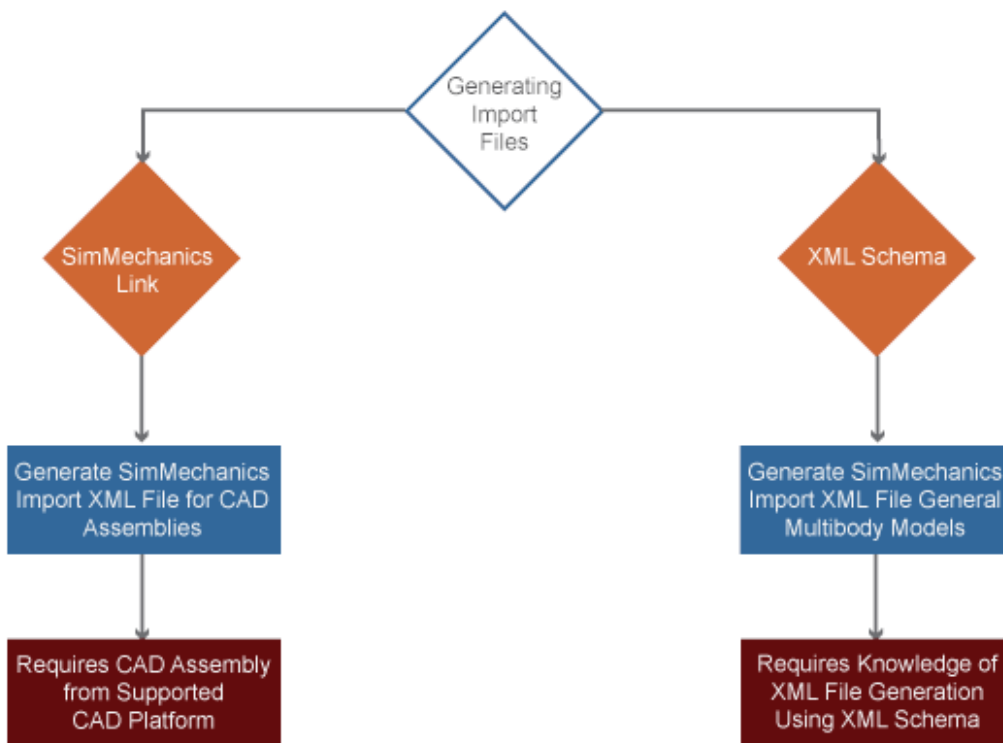 Generating
Import
Files
SimMechanics
Link
XML Schema
Generate SimMechanics
Import XML File for CAD
Assemblies
Generate SimMechanics
Import XML File General
Multibody Models
Requires CAD Assembly
from Supported
CAD Platform
Requires Knowledge of
XML File Generation
Using XML Schema